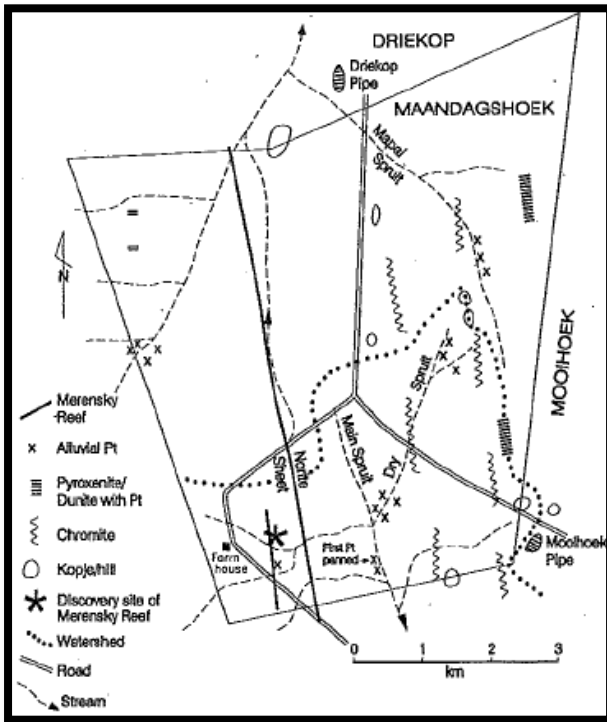 DRIEKOP
Driekop
Pipe
MAANDAGSHOEK
Mapal
Spruit
N
MOOIHOEK
Merensky
Reef
x Alluvial Pt
Pyroxenite/
Dunite with Pt
Chromite
Kopje/hill
Discovery site of
Merensky Reef
Watershed
Road
Stream
Spruit
Dry
Main Spruit
Norite
Sheet
Farm
house
First Pt
panned
Mooihoek
Pipe
0 1 2 3
km